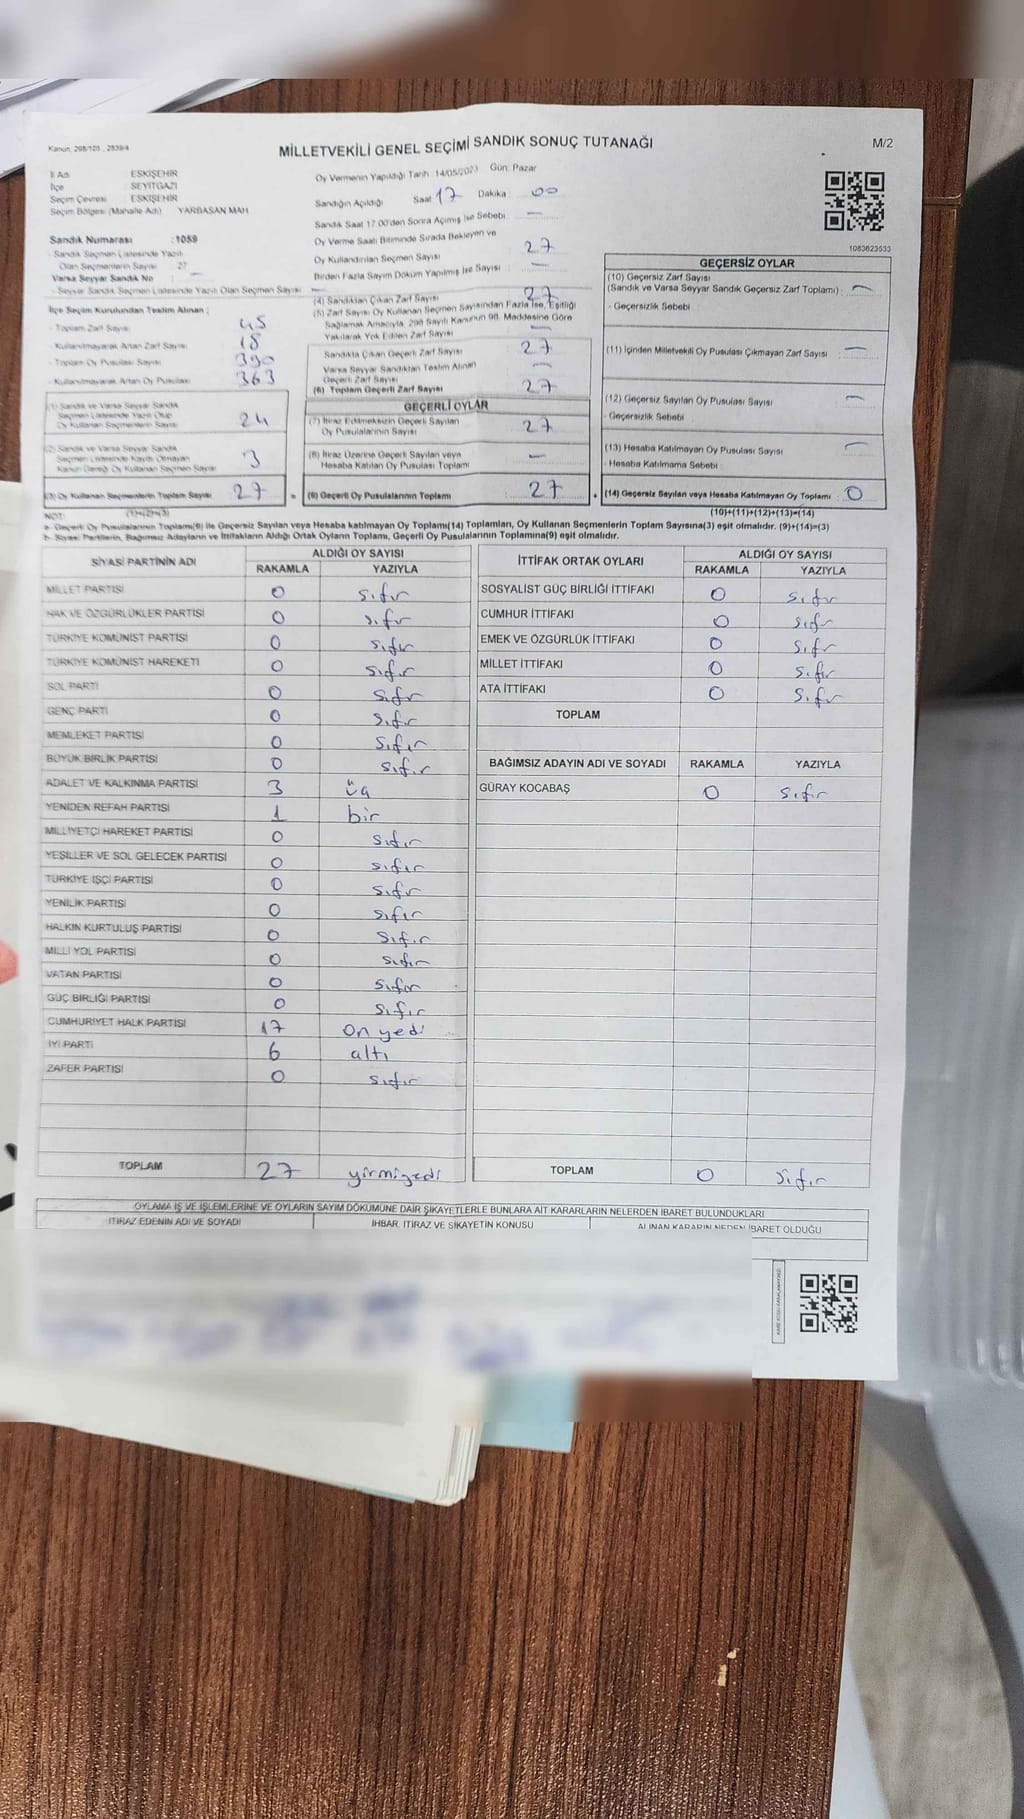 Kanun: 298/105 , 2839/4
MİLLETVEKİLİ GENEL SEÇİMİ SANDIK SONUÇ TUTANAĞI
M/2
İl Adı ESKİŞEHİR
İlçe SEYİTGAZİ
Seçim Çevresi ESKİŞEHİR
Seçim Bölgesi (Mahalle Adı) YARBASAN MAH
Oy Vermenin Yapıldığı Tarih : 14/05/2023 Gün: Pazar
Sandığın Açıldığı Saat 17 Dakika : 00
Sandık Saat 17.00'den Sonra Açılmış İse Sebebi : —
Oy Verme Saati Bitiminde Sırada Bekleyen ve
Oy Kullandırılan Seçmen Sayısı : 27
Birden Fazla Sayım Döküm Yapılmış İse Sayısı : —
1083623533
Sandık Numarası : 1059
- Sandık Seçmen Listesinde Yazılı
Olan Seçmenlerin Sayısı : 27
Varsa Seyyar Sandık No : —
- Seyyar Sandık Seçmen Listesinde Yazılı Olan Seçmen Sayısı : —
İlçe Seçim Kurulundan Teslim Alınan :
- Toplam Zarf Sayısı 45
- Kullanılmayarak Artan Zarf Sayısı 18
- Toplam Oy Pusulası Sayısı 390
- Kullanılmayarak Artan Oy Pusulası 363
(1) Sandık ve Varsa Seyyar Sandık
Seçmen Listesinde Yazılı Olup
Oy Kullanan Seçmenlerin Sayısı 24
(2) Sandık ve Varsa Seyyar Sandık
Seçmen Listesinde Kaydı Olmayan
Kanun Gereği Oy Kullanan Seçmen Sayısı 3
(3) Oy Kullanan Seçmenlerin Toplam Sayısı 27 =
(1)+(2)=(3)
(4) Sandıktan Çıkan Zarf Sayısı 27
(5) Zarf Sayısı Oy Kullanan Seçmen Sayısından Fazla İse, Eşitliği
Sağlamak Amacıyla, 298 Sayılı Kanunun 98. Maddesine Göre
Yakılarak Yok Edilen Zarf Sayısı —
Sandıkta Çıkan Geçerli Zarf Sayısı 27
Varsa Seyyar Sandıktan Teslim Alınan
Geçerli Zarf Sayısı —
(6) Toplam Geçerli Zarf Sayısı 27
GEÇERLİ OYLAR
(7) İtiraz Edilmeksizin Geçerli Sayılan
Oy Pusulalarının Sayısı 27
(8) İtiraz Üzerine Geçerli Sayılan veya
Hesaba Katılan Oy Pusulası Toplamı —
(9) Geçerli Oy Pusulalarının Toplamı 27 +
GEÇERSİZ OYLAR
(10) Geçersiz Zarf Sayısı
(Sandık ve Varsa Seyyar Sandık Geçersiz Zarf Toplamı) : —
- Geçersizlik Sebebi :
(11) İçinden Milletvekili Oy Pusulası Çıkmayan Zarf Sayısı : —
(12) Geçersiz Sayılan Oy Pusulası Sayısı : —
- Geçersizlik Sebebi :
(13) Hesaba Katılmayan Oy Pusulası Sayısı : —
- Hesaba Katılmama Sebebi :
(14) Geçersiz Sayılan veya Hesaba Katılmayan Oy Toplamı : 0
(10)+(11)+(12)+(13)=(14)
NOT:
a- Geçerli Oy Pusulalarının Toplamı(9) ile Geçersiz Sayılan veya Hesaba katılmayan Oy Toplamı(14) Toplamları, Oy Kullanan Seçmenlerin Toplam Sayısına(3) eşit olmalıdır. (9)+(14)=(3)
b- Siyasi Partilerin, Bağımsız Adayların ve İttifakların Aldığı Ortak Oyların Toplamı, Geçerli Oy Pusulalarının Toplamına(9) eşit olmalıdır.
SİYASİ PARTİNİN ADI ALDIĞI OY SAYISI
RAKAMLA YAZIYLA
MİLLET PARTİSİ 0 sıfır
HAK VE ÖZGÜRLÜKLER PARTİSİ 0 sıfır
TÜRKİYE KOMÜNİST PARTİSİ 0 sıfır
TÜRKİYE KOMÜNİST HAREKETİ 0 sıfır
SOL PARTİ 0 sıfır
GENÇ PARTİ 0 sıfır
MEMLEKET PARTİSİ 0 sıfır
BÜYÜK BİRLİK PARTİSİ 0 sıfır
ADALET VE KALKINMA PARTİSİ 3 üç
YENİDEN REFAH PARTİSİ 1 bir
MİLLİYETÇİ HAREKET PARTİSİ 0 sıfır
YEŞİLLER VE SOL GELECEK PARTİSİ 0 sıfır
TÜRKİYE İŞÇİ PARTİSİ 0 sıfır
YENİLİK PARTİSİ 0 sıfır
HALKIN KURTULUŞ PARTİSİ 0 sıfır
MİLLİ YOL PARTİSİ 0 sıfır
VATAN PARTİSİ 0 sıfır
GÜÇ BİRLİĞİ PARTİSİ 0 sıfır
CUMHURİYET HALK PARTİSİ 17 On yedi
İYİ PARTİ 6 altı
ZAFER PARTİSİ 0 sıfır
TOPLAM 27 yirmiyedi
İTTİFAK ORTAK OYLARI ALDIĞI OY SAYISI
RAKAMLA YAZIYLA
SOSYALİST GÜÇ BİRLİĞİ İTTİFAKI 0 sıfır
CUMHUR İTTİFAKI 0 sıfır
EMEK VE ÖZGÜRLÜK İTTİFAKI 0 sıfır
MİLLET İTTİFAKI 0 sıfır
ATA İTTİFAKI 0 sıfır
TOPLAM
BAĞIMSIZ ADAYIN ADI VE SOYADI RAKAMLA YAZIYLA
GÜRAY KOCABAŞ 0 sıfır
TOPLAM 0 sıfır
OYLAMA İŞ VE İŞLEMLERİNE VE OYLARIN SAYIM DÖKÜMÜNE DAİR ŞİKAYETLERLE BUNLARA AİT KARARLARIN NELERDEN İBARET BULUNDUKLARI
İTİRAZ EDENİN ADI VE SOYADI İHBAR, İTİRAZ VE ŞİKAYETİN KONUSU ALINAN KARARIN NEDEN İBARET OLDUĞU